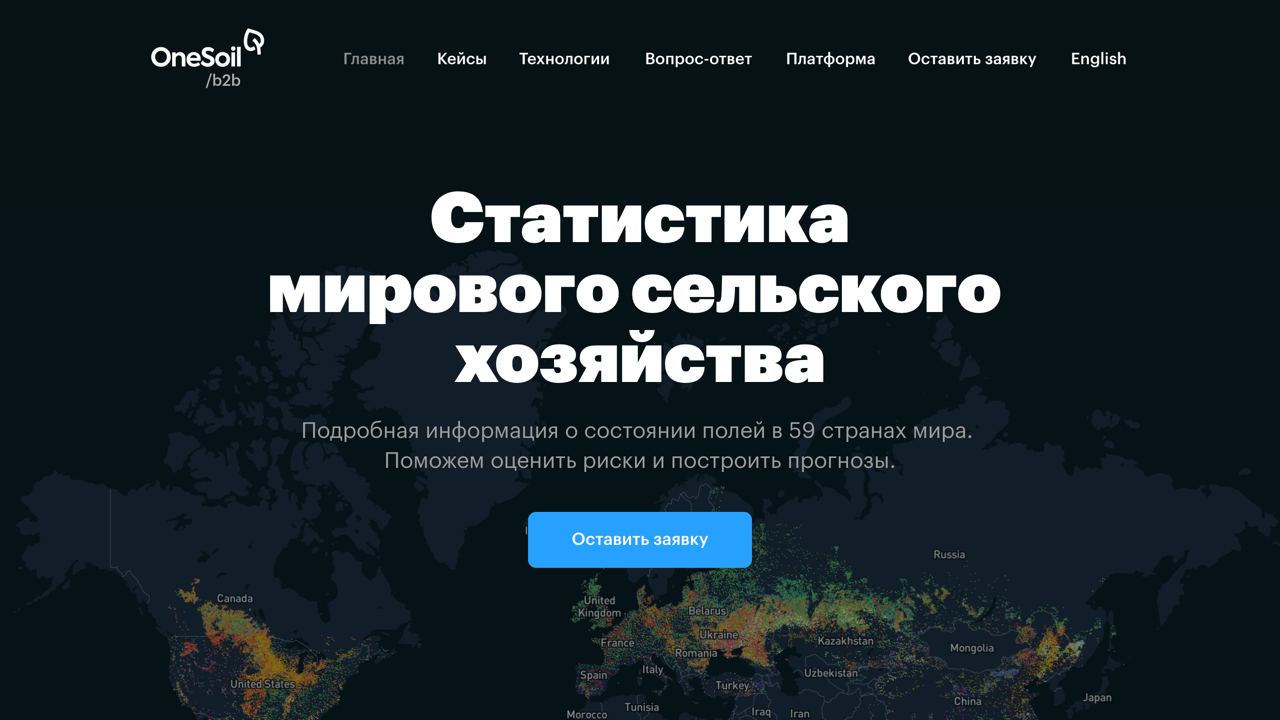 OneSoil
/b2b
Главная Кейсы Технологии Вопрос-ответ Платформа Оставить заявку English
Статистика
мирового сельского
хозяйства
Подробная информация о состоянии полей в 59 странах мира.
Поможем оценить риски и построить прогнозы.
Оставить заявку
Russia
Canada
United
Kingdom
Belarus
Ukraine
France
Kazakhstan
Mongolia
Romania
Italy
Spain
Uzbekistan
United States
Turkey
China
Japan
Tunisia
Morocco
Iraq
Iran